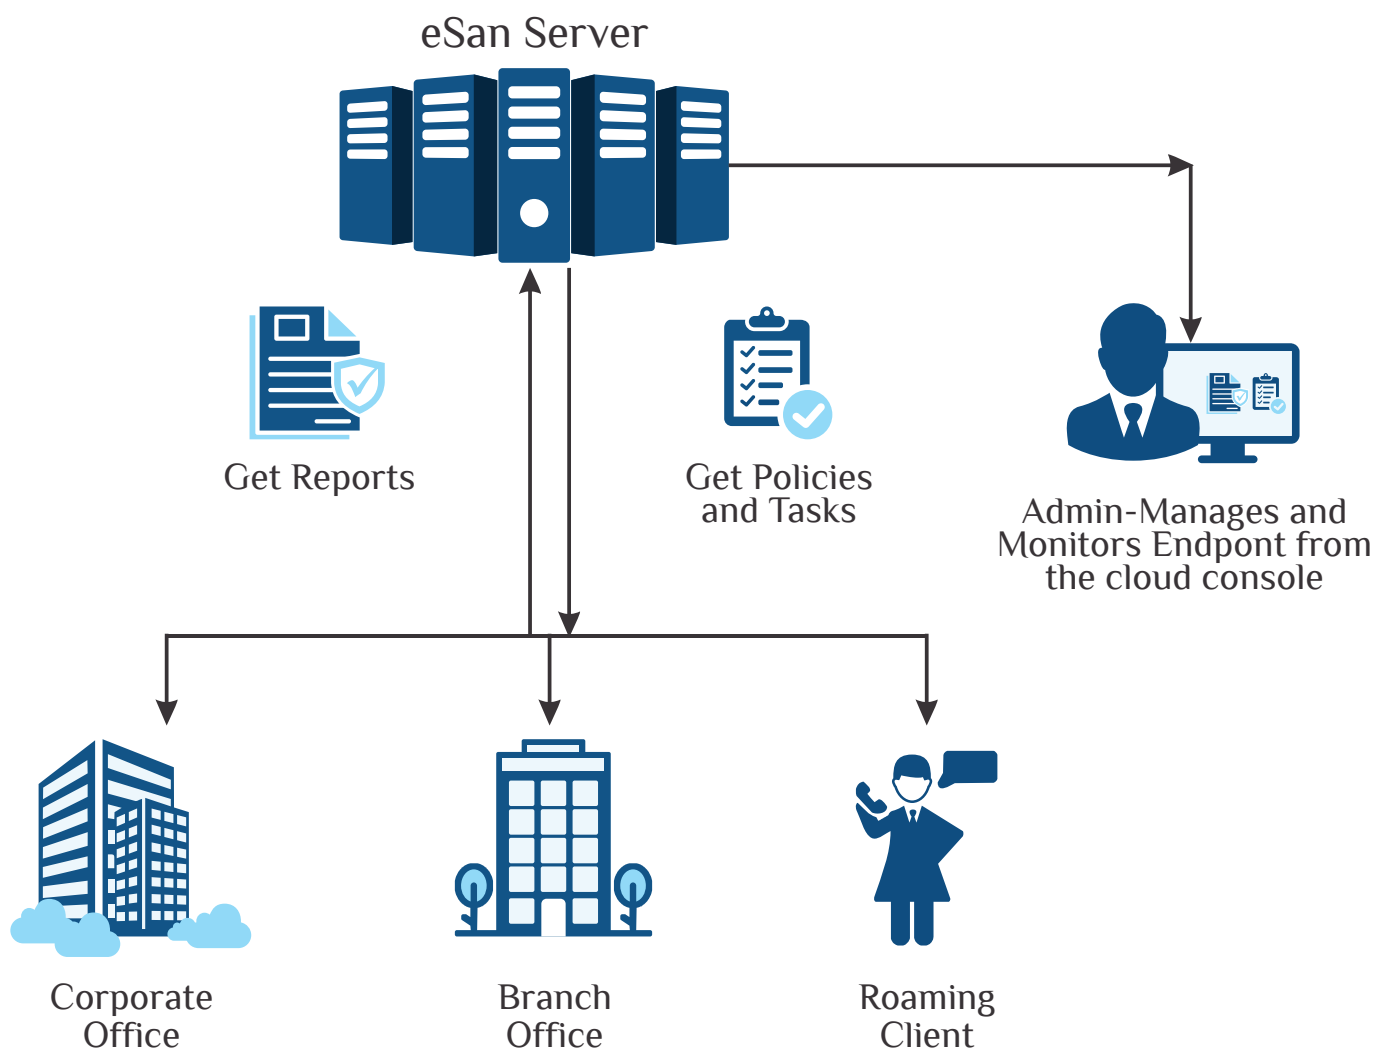 eSan Server
Get Reports
Get Policies
and Tasks
Admin-Manages and
Monitors Endpont from
the cloud console
Corporate
Office
Branch
Office
Roaming
Client